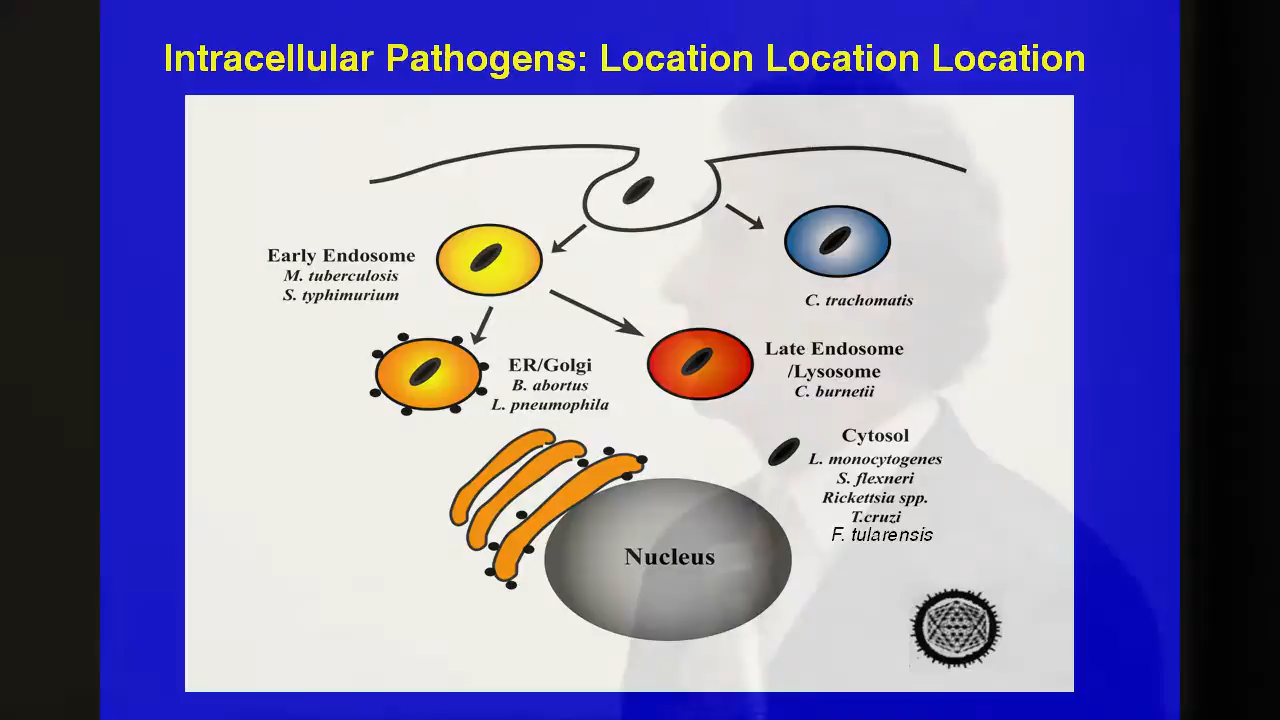 Intracellular Pathogens: Location Location Location
Early Endosome
M. tuberculosis
S. typhimurium
C. trachomatis
ER/Golgi
B. abortus
L. pneumophila
Late Endosome
/Lysosome
C. burnetii
Cytosol
L. monocytogenes
S. flexneri
Rickettsia spp.
T.cruzi
F. tularensis
Nucleus